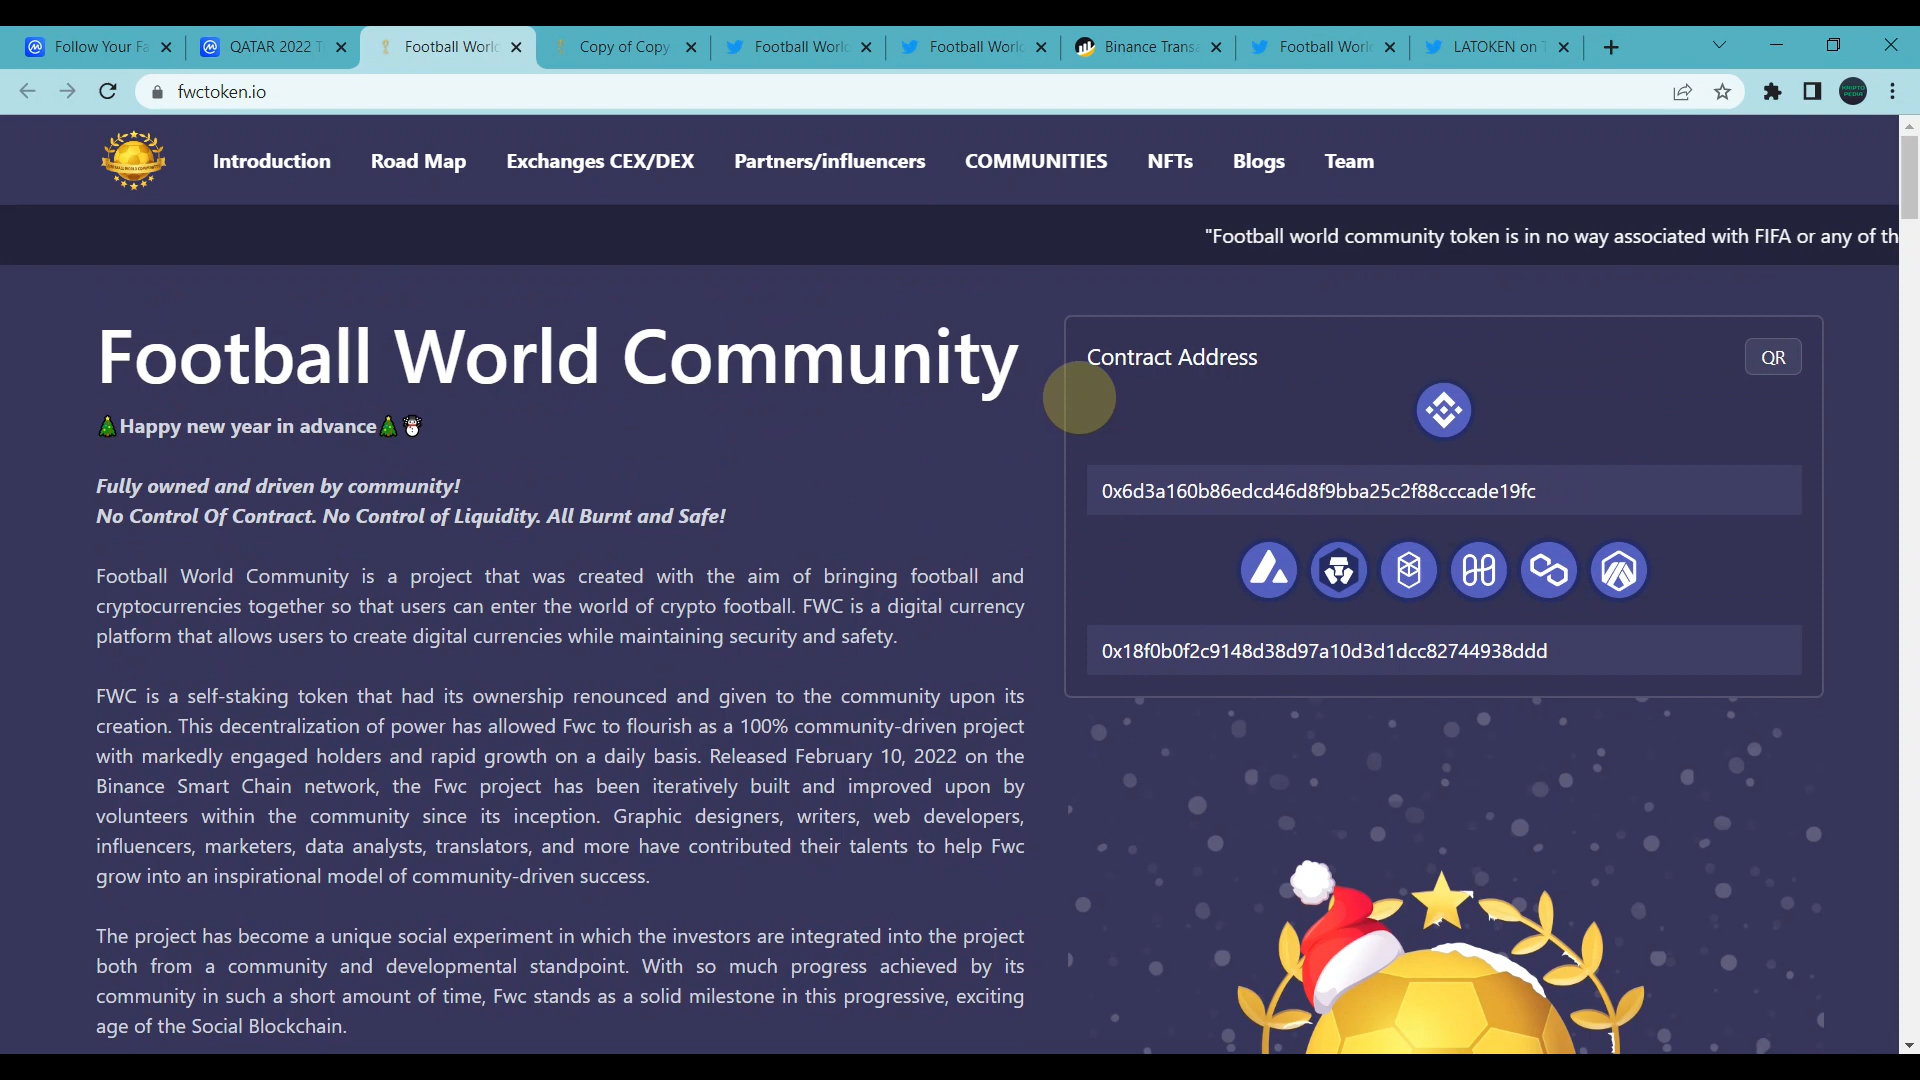 Follow Your Fa
QATAR 2022 T
Football Worl
Copy of Copy
Football Worl
Football Worl
Binance Transa
Football Worl
LATOKEN on T
fwctoken.io
Introduction
Road Map
Exchanges CEX/DEX
Partners/influencers
COMMUNITIES
NFTs
Blogs
Team
"Football world community token is in no way associated with FIFA or any of th
Football World Community
Happy new year in advance
Fully owned and driven by community!
No Control Of Contract. No Control of Liquidity. All Burnt and Safe!
Football World Community is a project that was created with the aim of bringing football and
cryptocurrencies together so that users can enter the world of crypto football. FWC is a digital currency
platform that allows users to create digital currencies while maintaining security and safety.
FWC is a self-staking token that had its ownership renounced and given to the community upon its
creation. This decentralization of power has allowed Fwc to flourish as a 100% community-driven project
with markedly engaged holders and rapid growth on a daily basis. Released February 10, 2022 on the
Binance Smart Chain network, the Fwc project has been iteratively built and improved upon by
volunteers within the community since its inception. Graphic designers, writers, web developers,
influencers, marketers, data analysts, translators, and more have contributed their talents to help Fwc
grow into an inspirational model of community-driven success.
The project has become a unique social experiment in which the investors are integrated into the project
both from a community and developmental standpoint. With so much progress achieved by its
community in such a short amount of time, Fwc stands as a solid milestone in this progressive, exciting
age of the Social Blockchain.
Contract Address
QR
0x6d3a160b86edcd46d8f9bba25c2f88cccade19fc
0x18f0b0f2c9148d38d97a10d3d1dcc82744938ddd